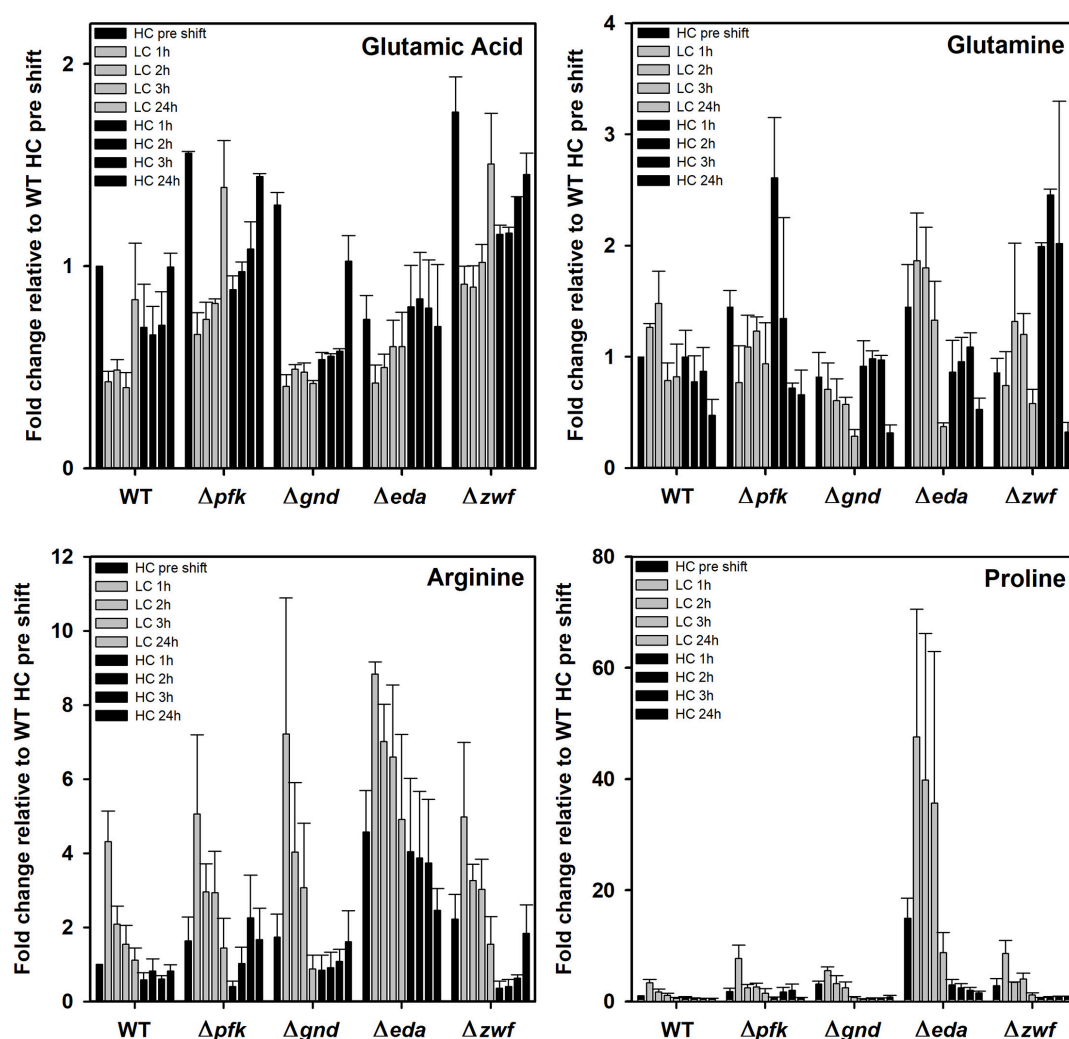 Glutamic Acid
Fold change relative to WT HC pre shift
HC pre shift
LC 1h
LC 2h
LC 3h
LC 24h
HC 1h
HC 2h
HC 3h
HC 24h
2
1
0
WT Δpfk Δgnd Δeda Δzwf
Glutamine
Fold change relative to WT HC pre shift
HC pre shift
LC 1h
LC 2h
LC 3h
LC 24h
HC 1h
HC 2h
HC 3h
HC 24h
4
3
2
1
0
WT Δpfk Δgnd Δeda Δzwf
Arginine
Fold change relative to WT HC pre shift
HC pre shift
LC 1h
LC 2h
LC 3h
LC 24h
HC 1h
HC 2h
HC 3h
HC 24h
12
10
8
6
4
2
0
WT Δpfk Δgnd Δeda Δzwf
Proline
Fold change relative to WT HC pre shift
HC pre shift
LC 1h
LC 2h
LC 3h
LC 24h
HC 1h
HC 2h
HC 3h
HC 24h
80
60
40
20
0
WT Δpfk Δgnd Δeda Δzwf